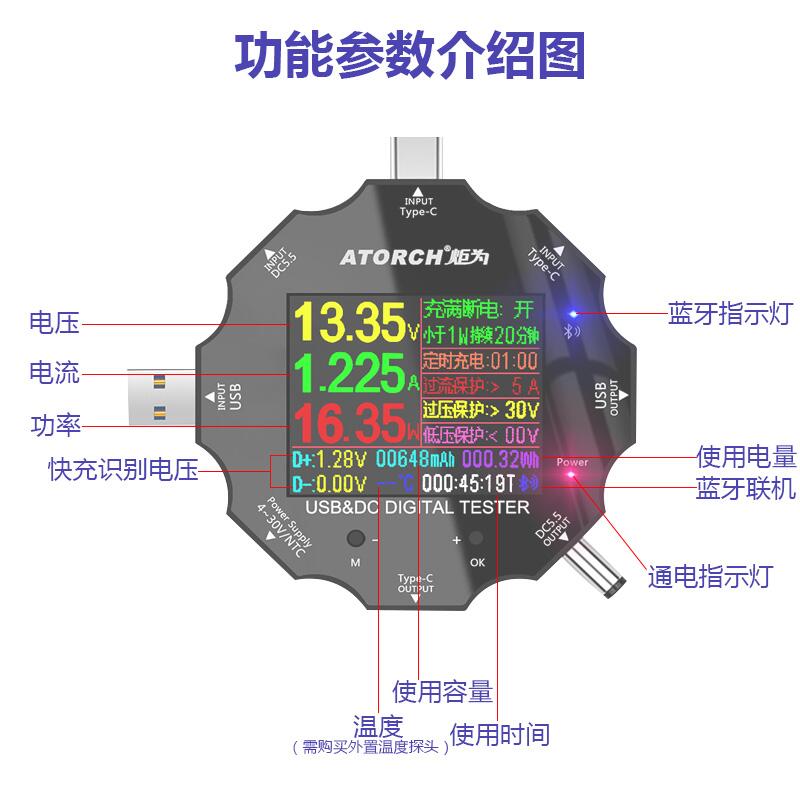 功能参数介绍图
INPUT
Type-C
INPUT
DC5.5
INPUT
Type-C
ATORCH®炬为
电压
电流
功率
快充识别电压
蓝牙指示灯
13.35V
1.225A
16.35W
充满断电: 开
小于1W持续20分钟
定时充电:01:00
过流保护:> 5 A
过压保护:> 30V
低压保护:< 00V
D+:1.28V 00648mAh 000.32Wh
D-:0.00V --℃ 000:45:19T
INPUT
USB
USB
OUTPUT
Power
使用电量
蓝牙联机
通电指示灯
USB&DC DIGITAL TESTER
Power Supply
4-30V/NTC
DC5.5
OUTPUT
- +
M OK
Type-C
OUTPUT
使用容量
温度
(需购买外置温度探头)
使用时间